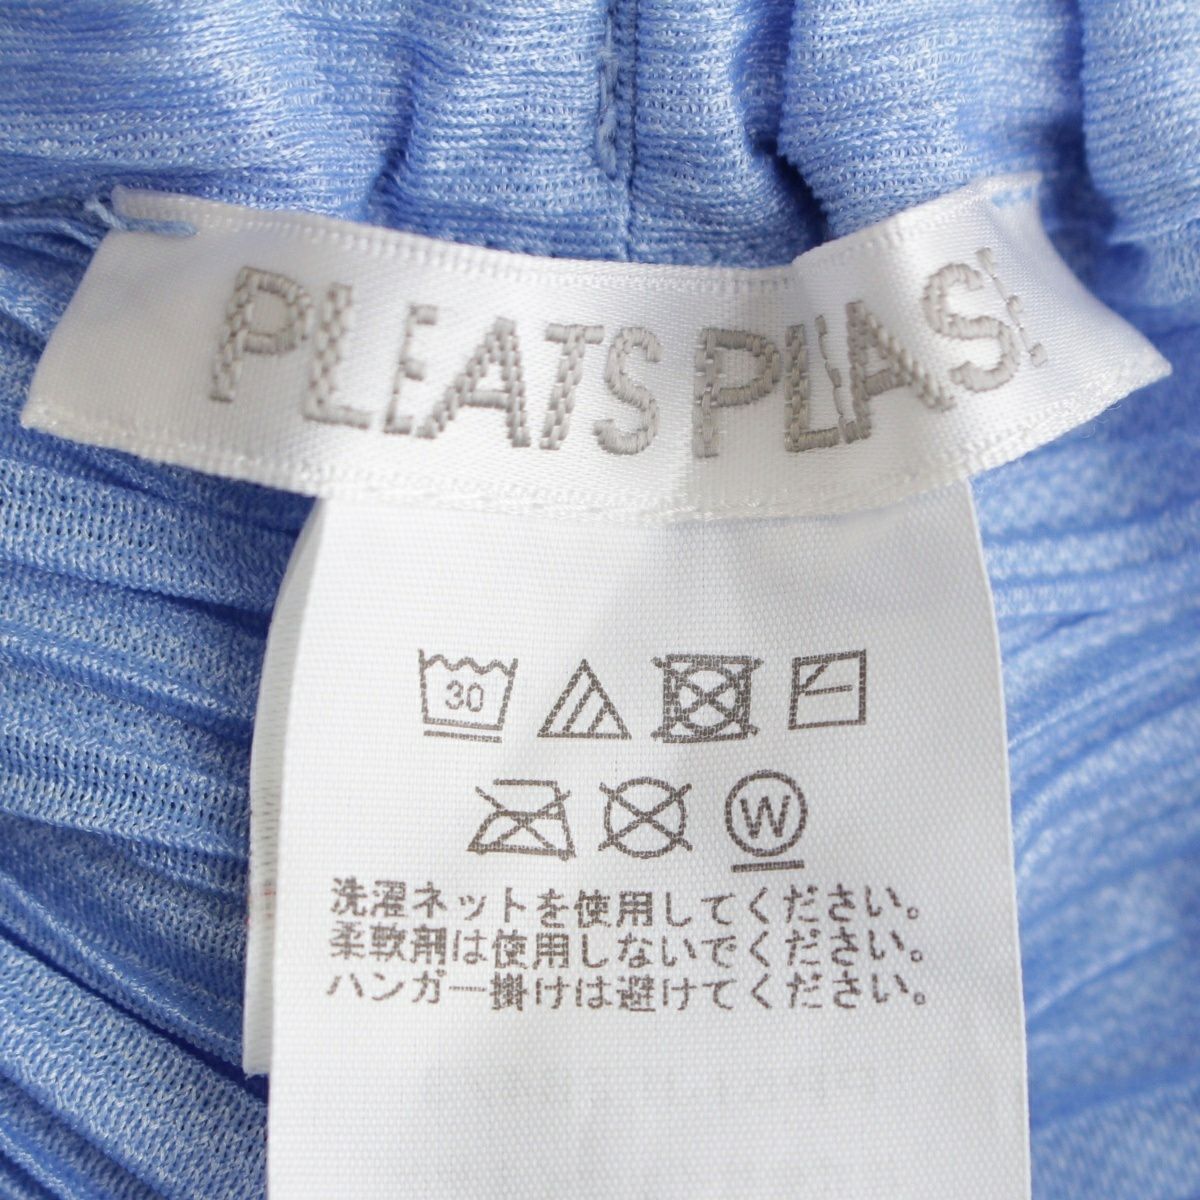 PLEATS PLEASE
30
W
洗濯ネットを使用してください。
柔軟剤は使用しないでください。
ハンガー掛けは避けてください。